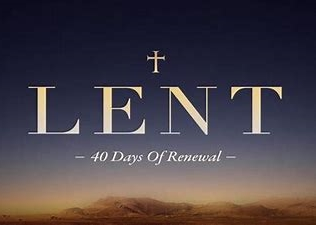 LENT
– 40 Days Of Renewal –